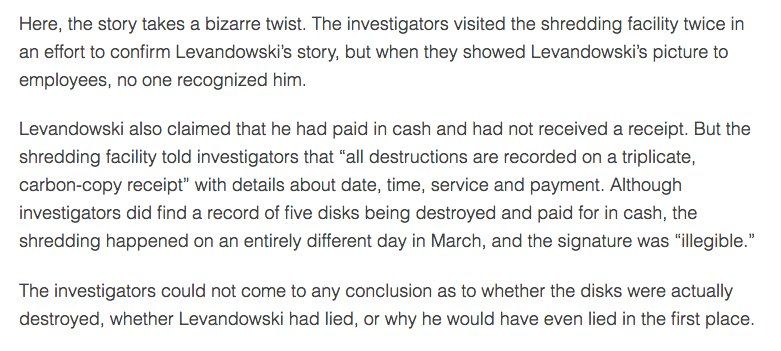 Here, the story takes a bizarre twist. The investigators visited the shredding facility twice in
an effort to confirm Levandowski’s story, but when they showed Levandowski’s picture to
employees, no one recognized him.
Levandowski also claimed that he had paid in cash and had not received a receipt. But the
shredding facility told investigators that “all destructions are recorded on a triplicate,
carbon-copy receipt” with details about date, time, service and payment. Although
investigators did find a record of five disks being destroyed and paid for in cash, the
shredding happened on an entirely different day in March, and the signature was “illegible.”
The investigators could not come to any conclusion as to whether the disks were actually
destroyed, whether Levandowski had lied, or why he would have even lied in the first place.